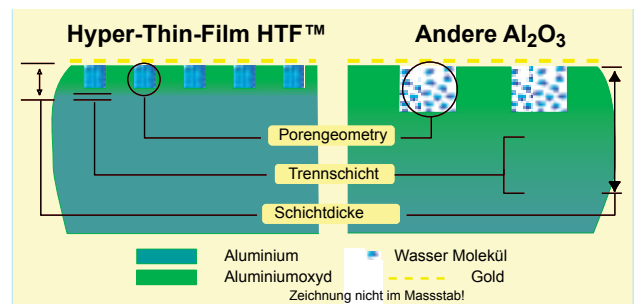 Hyper-Thin-Film HTF™
Andere Al₂O₃
Porengeometry
Trennschicht
Schichtdicke
Aluminium
Wasser Molekül
Aluminiumoxyd
Gold
Zeichnung nicht im Massstab!